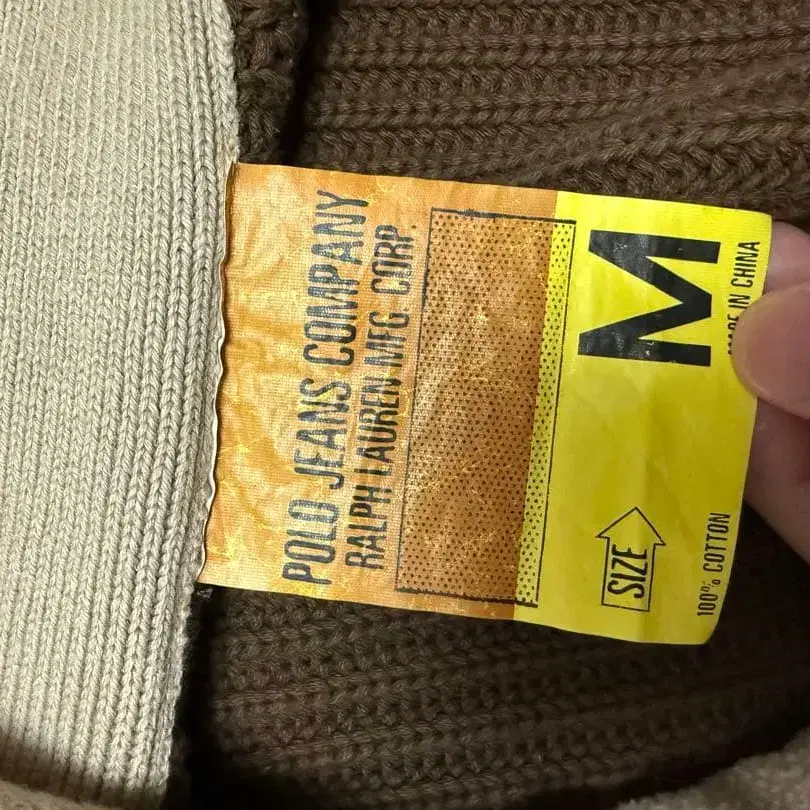 POLO JEANS COMPANY
RALPH LAUREN MFG. CORP.
SIZE
M
100% COTTON
MADE IN CHINA